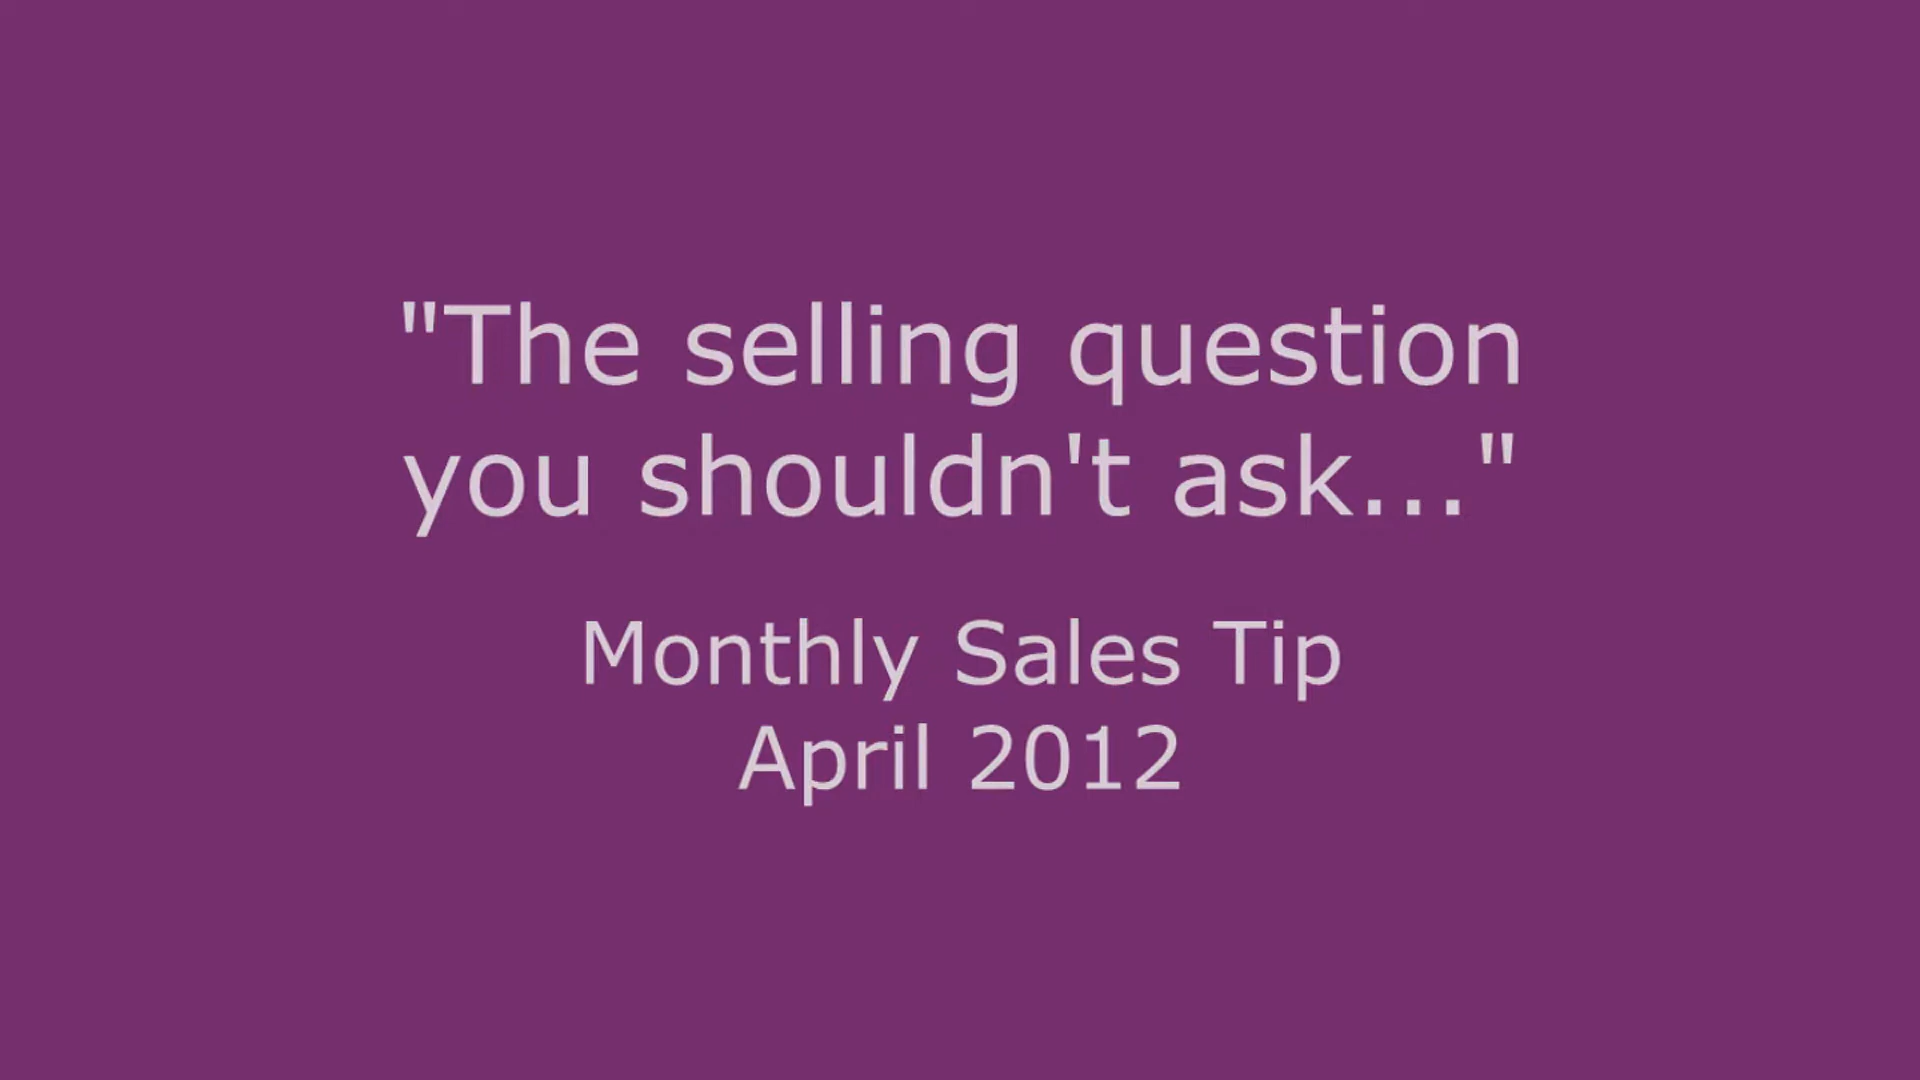 "The selling question
you shouldn't ask..."
Monthly Sales Tip
April 2012